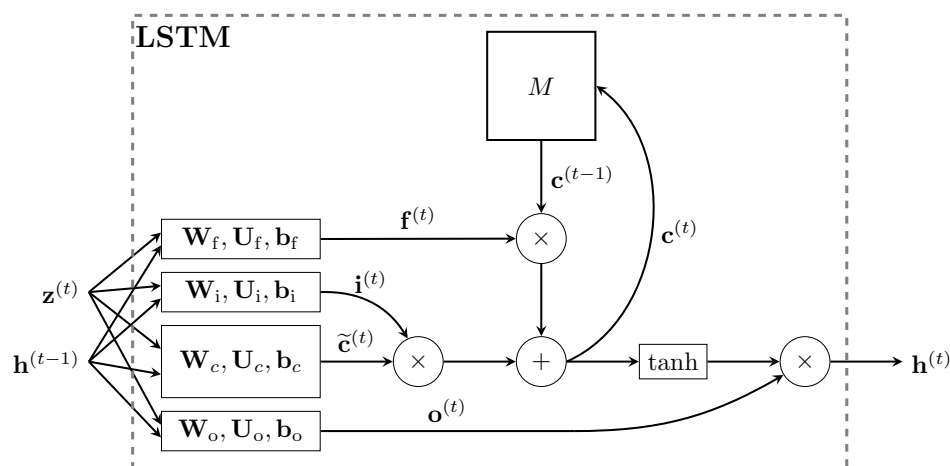 LSTM
M
𝐜⁽ᵗ⁻¹⁾
𝐖_f, 𝐔_f, 𝐛_f
𝐟⁽ᵗ⁾
×
𝐜⁽ᵗ⁾
𝐳⁽ᵗ⁾
𝐖_i, 𝐔_i, 𝐛_i
𝐢⁽ᵗ⁾
𝐡⁽ᵗ⁻¹⁾
𝐖_c, 𝐔_c, 𝐛_c
𝐜̃⁽ᵗ⁾
×
+
tanh
×
𝐡⁽ᵗ⁾
𝐖_o, 𝐔_o, 𝐛_o
𝐨⁽ᵗ⁾